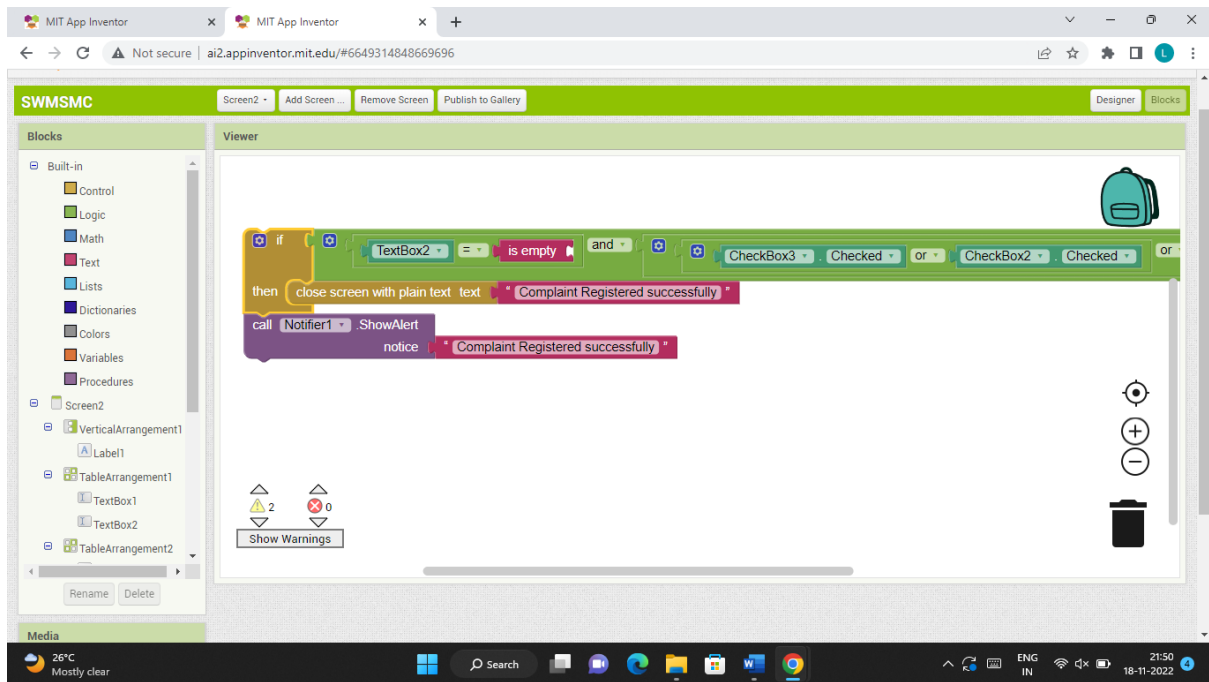 MIT App Inventor
MIT App Inventor
Not secure | ai2.appinventor.mit.edu/#6649314848669696
L
SWMSMC
Screen2
Add Screen ...
Remove Screen
Publish to Gallery
Designer
Blocks
Blocks
Viewer
Built-in
Control
Logic
Math
Text
Lists
Dictionaries
Colors
Variables
Procedures
Screen2
VerticalArrangement1
Label1
TableArrangement1
TextBox1
TextBox2
TableArrangement2
Rename
Delete
Media
if TextBox2 = is empty and CheckBox3 . Checked or CheckBox2 . Checked or
then close screen with plain text text " Complaint Registered successfully "
call Notifier1 .ShowAlert
notice " Complaint Registered successfully "
2 0
Show Warnings
26°C
Mostly clear
Search
ENG
IN
21:50
18-11-2022
4